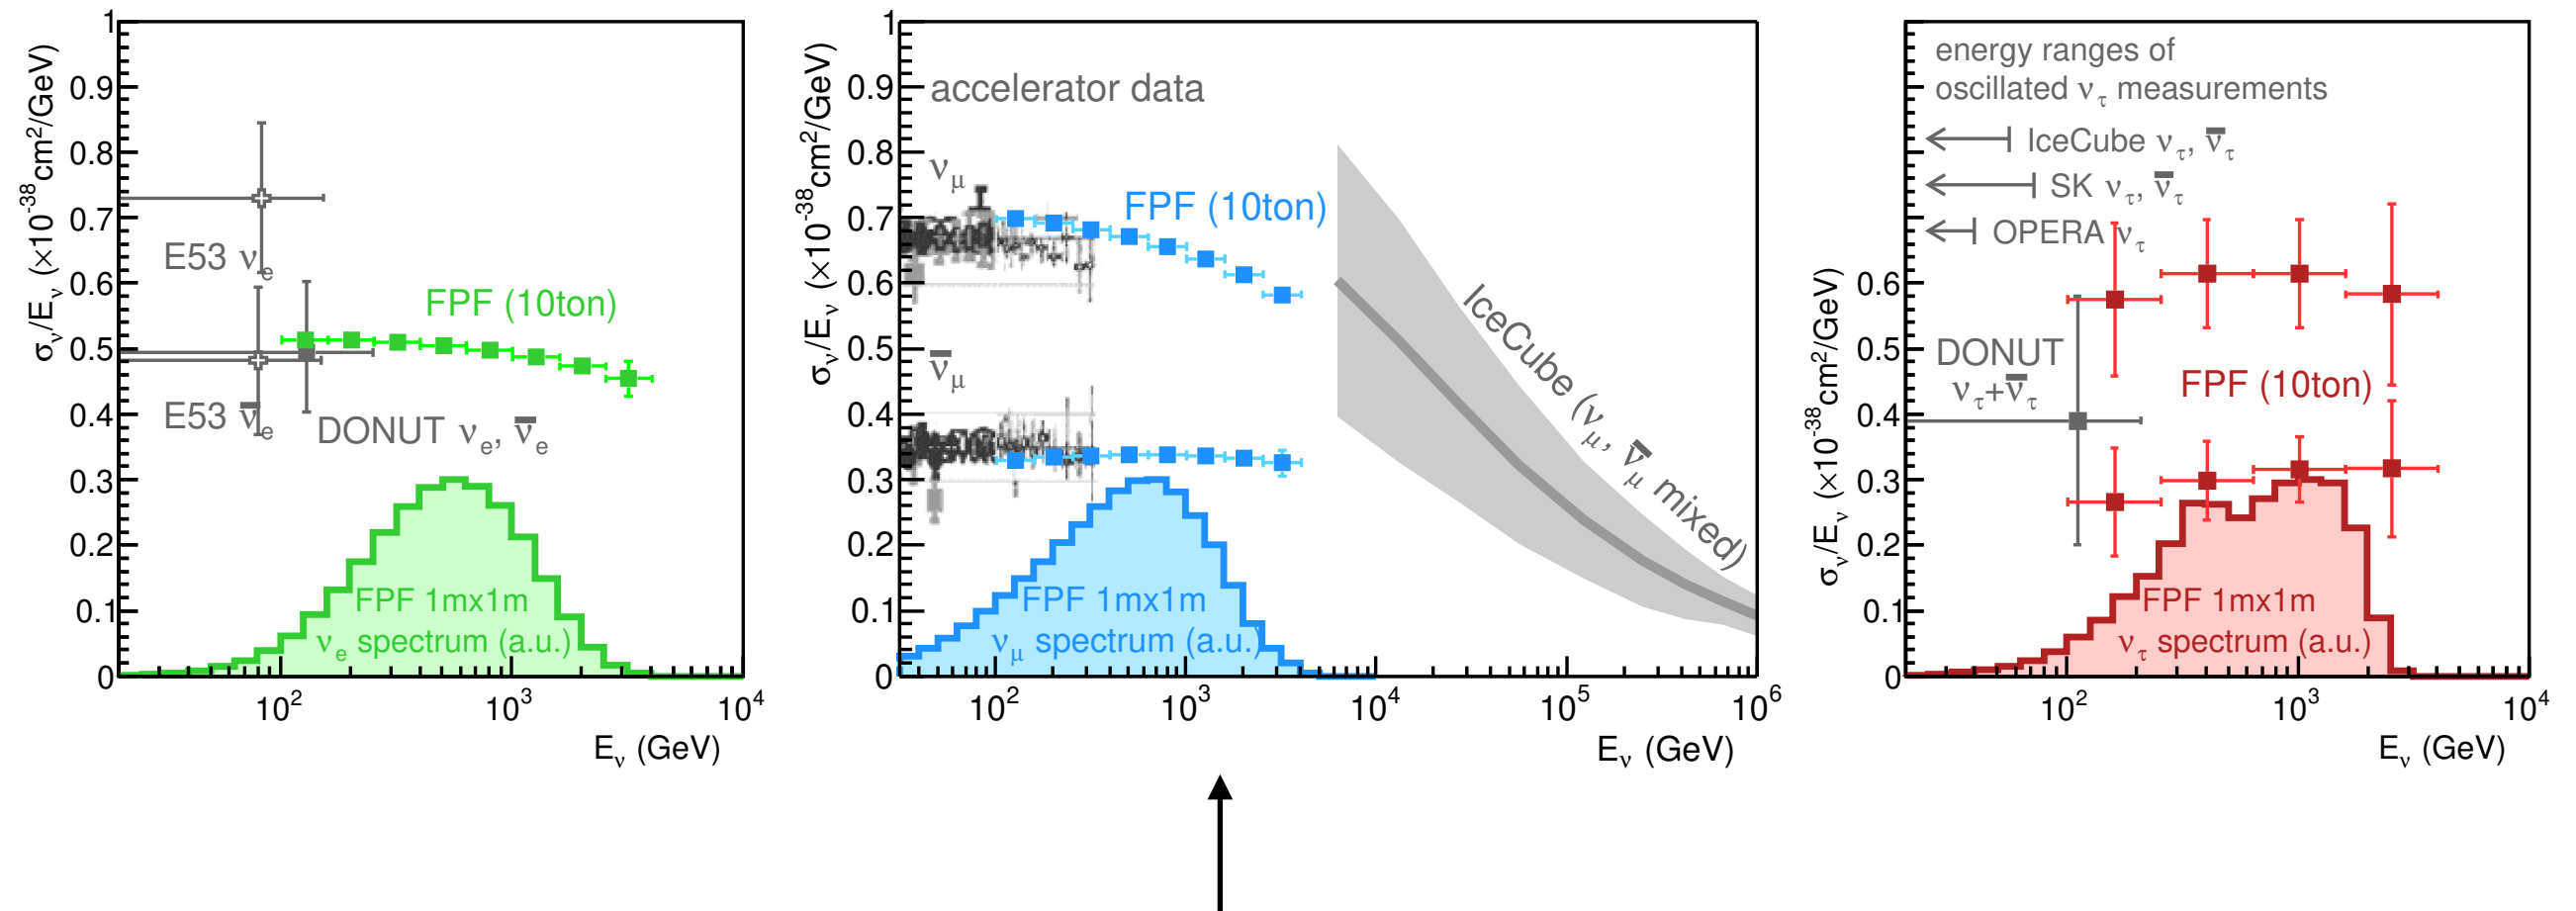 σν/Eν (×10⁻³⁸cm²/GeV)
1
0.9
0.8
0.7
0.6
0.5
0.4
0.3
0.2
0.1
0
E53 νe
E53 ν̅e
DONUT νe, ν̅e
FPF (10ton)
FPF 1mx1m
νe spectrum (a.u.)
10² 10³ 10⁴
Eν (GeV)
σν/Eν (×10⁻³⁸cm²/GeV)
1
0.9
0.8
0.7
0.6
0.5
0.4
0.3
0.2
0.1
0
accelerator data
νμ
FPF (10ton)
ν̅μ
IceCube (νμ, ν̅μ mixed)
FPF 1mx1m
νμ spectrum (a.u.)
10² 10³ 10⁴ 10⁵ 10⁶
Eν (GeV)
σν/Eν (×10⁻³⁸cm²/GeV)
0.6
0.5
0.4
0.3
0.2
0.1
0
energy ranges of
oscillated ντ measurements
IceCube ντ, ν̅τ
SK ντ, ν̅τ
OPERA ντ
DONUT
ντ+ν̅τ
FPF (10ton)
FPF 1mx1m
ντ spectrum (a.u.)
10² 10³ 10⁴
Eν (GeV)